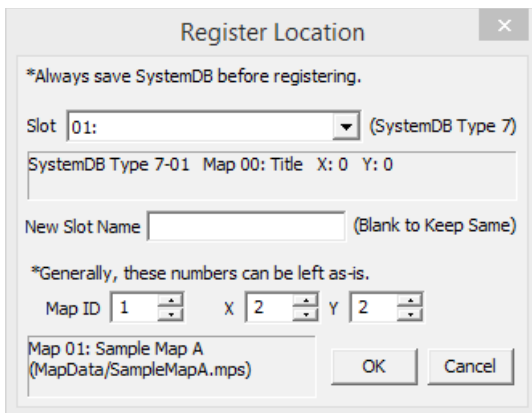 Register Location
*Always save SystemDB before registering.
Slot 01: (SystemDB Type 7)
SystemDB Type 7-01 Map 00: Title X: 0 Y: 0
New Slot Name (Blank to Keep Same)
*Generally, these numbers can be left as-is.
Map ID 1 X 2 Y 2
Map 01: Sample Map A
(MapData/SampleMapA.mps)
OK Cancel